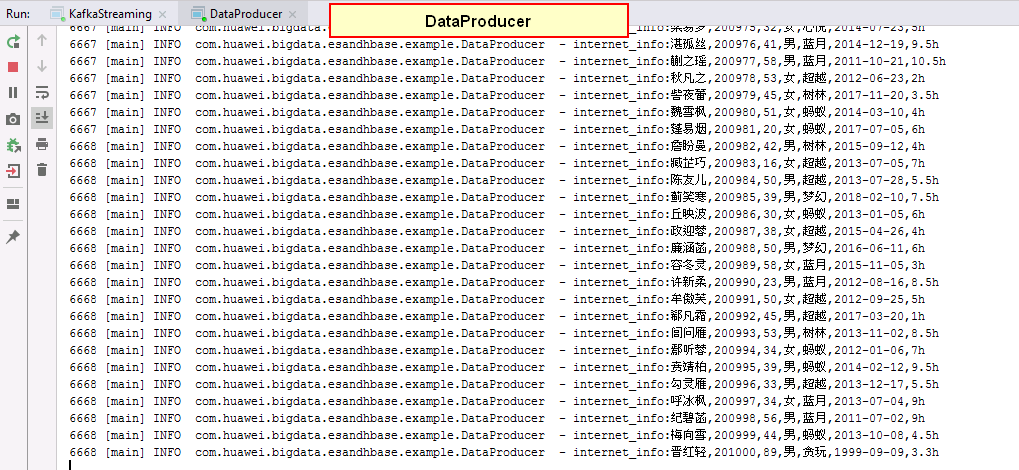 Run: KafkaStreaming × DataProducer ×
DataProducer
6667 [main] INFO com.huawei.bigdata.esandhbase.example.DataProducer - internet_info:梁易梦,200975,32,女,心悦,2014-07-23,5h
6667 [main] INFO com.huawei.bigdata.esandhbase.example.DataProducer - internet_info:湛孤丝,200976,41,男,蓝月,2014-12-19,9.5h
6667 [main] INFO com.huawei.bigdata.esandhbase.example.DataProducer - internet_info:蒯之瑶,200977,58,男,蓝月,2011-10-21,10.5h
6667 [main] INFO com.huawei.bigdata.esandhbase.example.DataProducer - internet_info:秋凡之,200978,53,女,超越,2012-06-23,2h
6667 [main] INFO com.huawei.bigdata.esandhbase.example.DataProducer - internet_info:訾夜蕾,200979,45,女,树林,2017-11-20,3.5h
6667 [main] INFO com.huawei.bigdata.esandhbase.example.DataProducer - internet_info:魏雪枫,200980,51,女,蚂蚁,2014-03-10,4h
6667 [main] INFO com.huawei.bigdata.esandhbase.example.DataProducer - internet_info:蓬易烟,200981,20,女,蚂蚁,2017-07-05,6h
6667 [main] INFO com.huawei.bigdata.esandhbase.example.DataProducer - internet_info:詹盼曼,200982,42,男,树林,2015-09-12,4h
6667 [main] INFO com.huawei.bigdata.esandhbase.example.DataProducer - internet_info:臧芷巧,200983,16,女,超越,2013-07-05,7h
6668 [main] INFO com.huawei.bigdata.esandhbase.example.DataProducer - internet_info:陈友儿,200984,50,男,超越,2013-07-28,5.5h
6668 [main] INFO com.huawei.bigdata.esandhbase.example.DataProducer - internet_info:蓟笑寒,200985,39,男,梦幻,2018-02-10,7.5h
6668 [main] INFO com.huawei.bigdata.esandhbase.example.DataProducer - internet_info:丘映波,200986,30,女,蚂蚁,2013-01-05,6h
6668 [main] INFO com.huawei.bigdata.esandhbase.example.DataProducer - internet_info:政迎蓉,200987,38,女,超越,2015-04-26,4h
6668 [main] INFO com.huawei.bigdata.esandhbase.example.DataProducer - internet_info:廉涵菡,200988,50,男,梦幻,2016-06-11,6h
6668 [main] INFO com.huawei.bigdata.esandhbase.example.DataProducer - internet_info:容冬灵,200989,58,女,蓝月,2015-11-05,3h
6668 [main] INFO com.huawei.bigdata.esandhbase.example.DataProducer - internet_info:许新柔,200990,23,男,蓝月,2012-08-16,8.5h
6668 [main] INFO com.huawei.bigdata.esandhbase.example.DataProducer - internet_info:牟傲芙,200991,50,女,超越,2012-09-25,5h
6668 [main] INFO com.huawei.bigdata.esandhbase.example.DataProducer - internet_info:郗凡霜,200992,45,男,超越,2017-03-20,1h
6668 [main] INFO com.huawei.bigdata.esandhbase.example.DataProducer - internet_info:闾问雁,200993,53,男,树林,2013-11-02,8.5h
6668 [main] INFO com.huawei.bigdata.esandhbase.example.DataProducer - internet_info:鄢听蓉,200994,34,女,蚂蚁,2012-01-06,7h
6668 [main] INFO com.huawei.bigdata.esandhbase.example.DataProducer - internet_info:贲靖柏,200995,39,男,蚂蚁,2014-02-12,9.5h
6668 [main] INFO com.huawei.bigdata.esandhbase.example.DataProducer - internet_info:勾灵雁,200996,33,男,超越,2013-12-17,5.5h
6668 [main] INFO com.huawei.bigdata.esandhbase.example.DataProducer - internet_info:呼冰枫,200997,34,女,蓝月,2013-07-04,9h
6668 [main] INFO com.huawei.bigdata.esandhbase.example.DataProducer - internet_info:纪碧菡,200998,56,男,蓝月,2011-07-02,9h
6668 [main] INFO com.huawei.bigdata.esandhbase.example.DataProducer - internet_info:梅向雪,200999,44,男,蚂蚁,2013-10-08,4.5h
6668 [main] INFO com.huawei.bigdata.esandhbase.example.DataProducer - internet_info:晋红轻,201000,89,男,贪玩,1999-09-09,3.3h